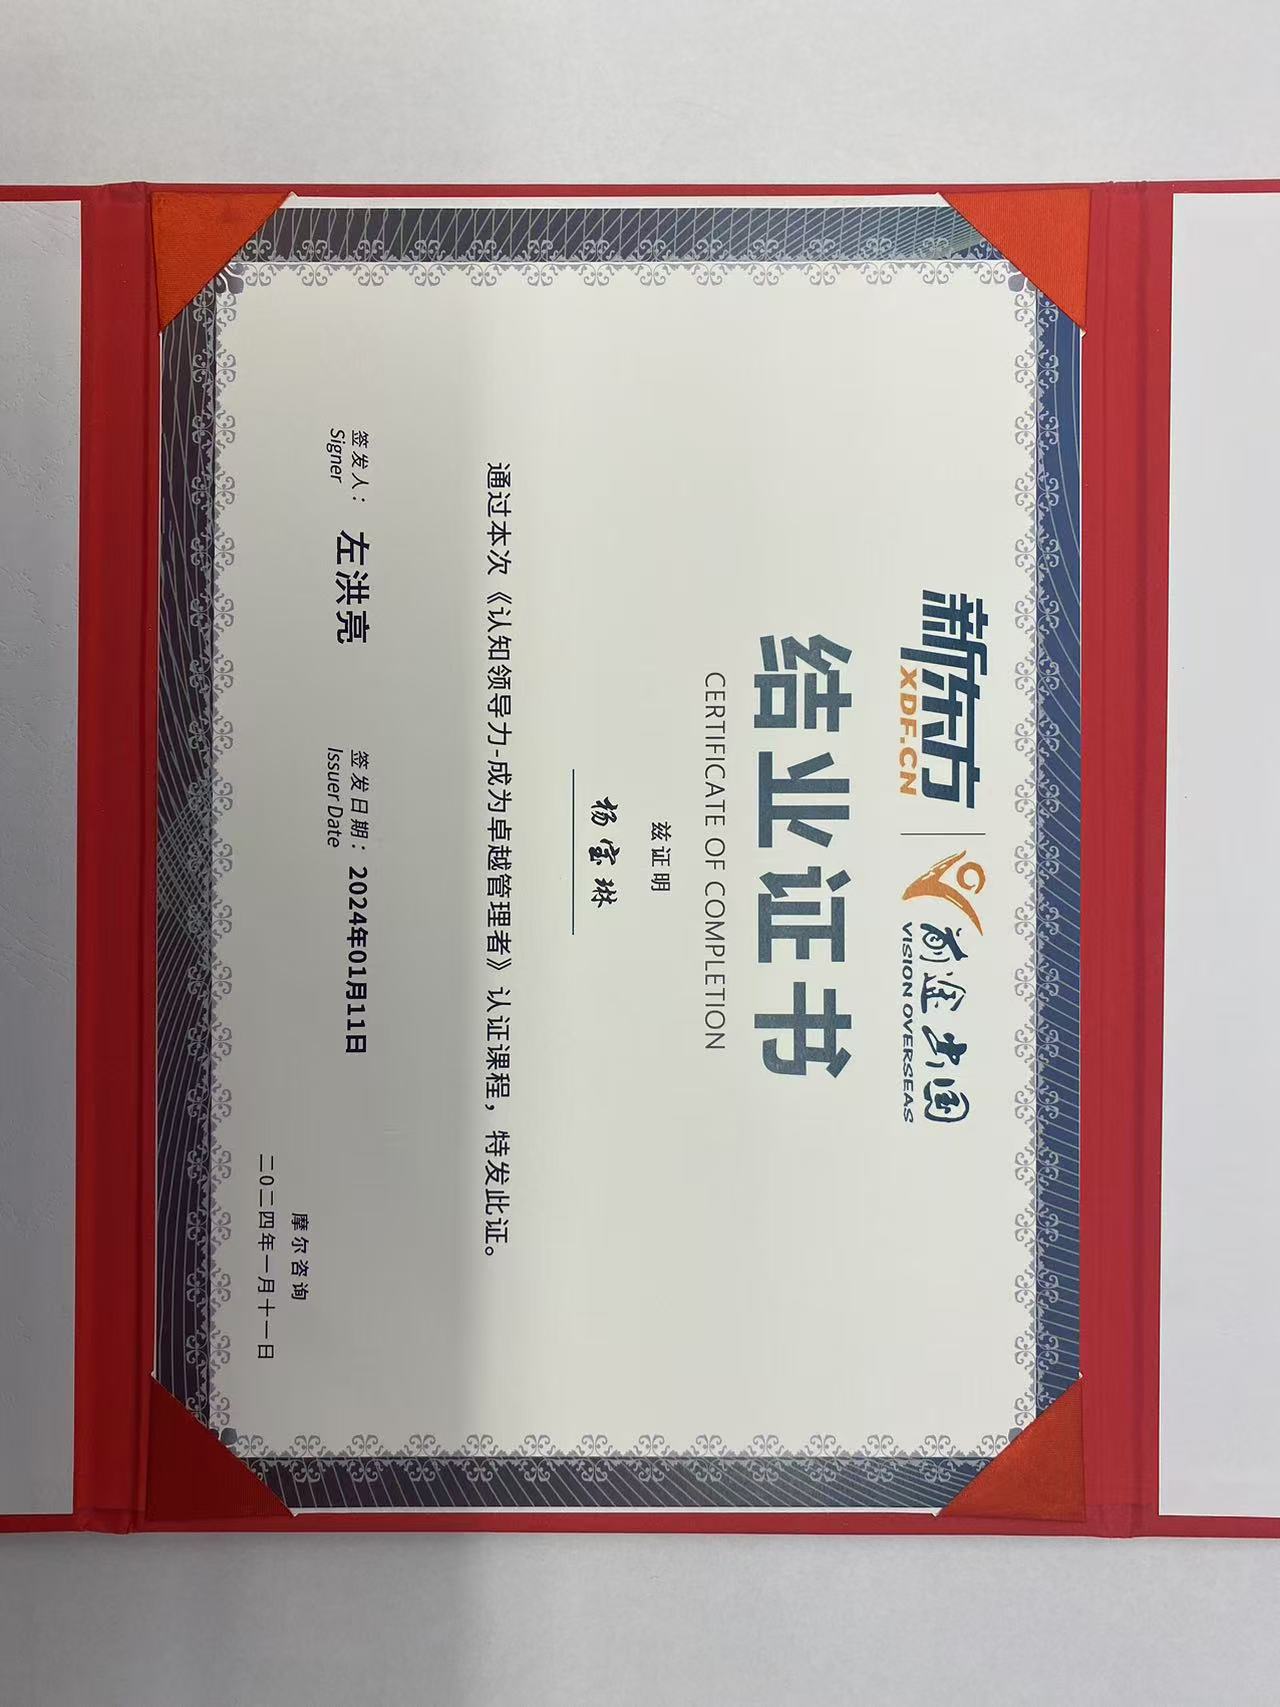 新东方
XDF.CN
前途出国
VISION OVERSEAS
结业证书
CERTIFICATE OF COMPLETION
兹证明
杨宝琳
通过本次《认知领导力-成为卓越管理者》认证课程，特发此证。
签发人： 左洪亮 签发日期：2024年01月11日
Signer Issuer Date
摩尔咨询
二〇二四年一月十一日